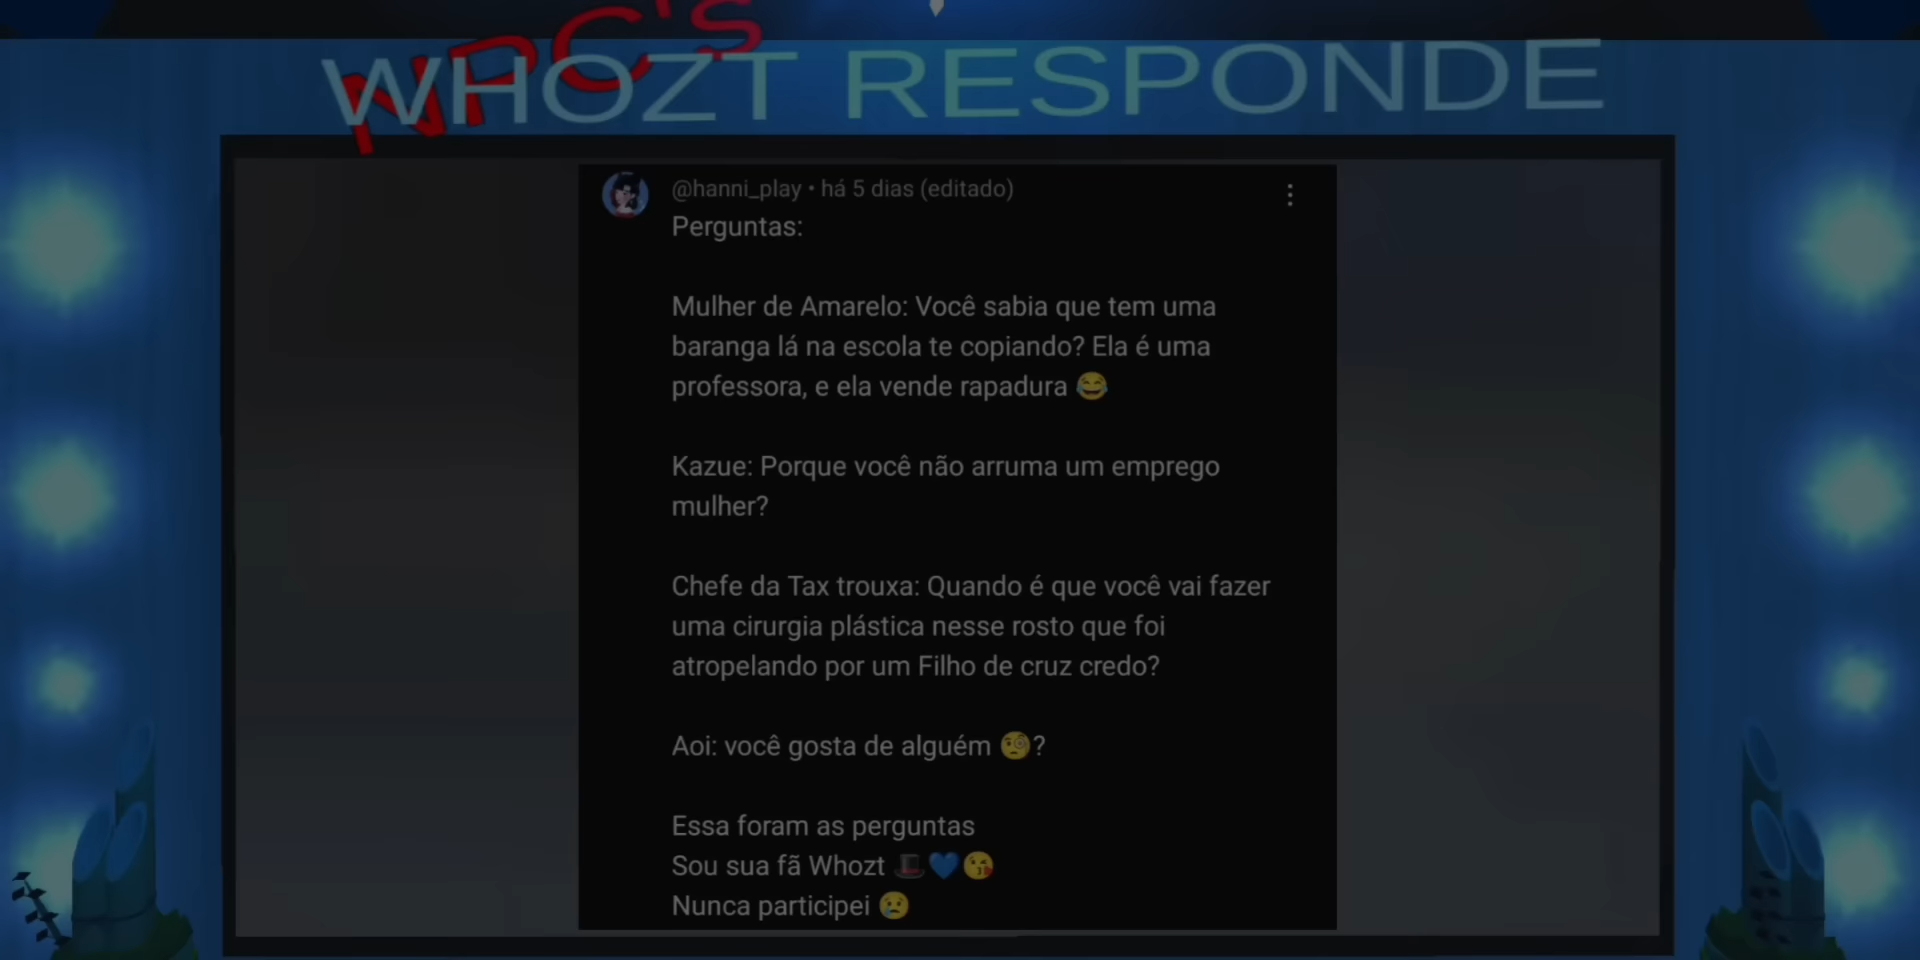 NPC'S
WHOZT RESPONDE
@hanni_play • há 5 dias (editado)
Perguntas:
Mulher de Amarelo: Você sabia que tem uma
baranga lá na escola te copiando? Ela é uma
professora, e ela vende rapadura 😂
Kazue: Porque você não arruma um emprego
mulher?
Chefe da Tax trouxa: Quando é que você vai fazer
uma cirurgia plástica nesse rosto que foi
atropelando por um Filho de cruz credo?
Aoi: você gosta de alguém 🧐?
Essa foram as perguntas
Sou sua fã Whozt 🎩💙😘
Nunca participei 😢